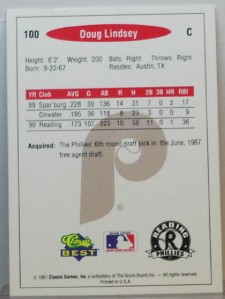 100 Doug Lindsey C
Height: 6'2" Weight: 200 Bats: Right Throws: Right
Born: 9-22-67 Resides: Austin, TX
YR Club AVG G AB R H 2B 3B HR RBI
89 Spar'burg .228 39 136 14 31 7 0 3 17
Clrwater .195 36 118 8 23 3 0 0
90 Reading .173 107 323 10 56 11 0 1 36
Acquired: The Phillies' 6th round draft pick in the June, 1987
free agent draft.
P
®
Classic
BEST
READING
R
PHILLIES
© 1991 Classic Games, Inc. a subsidiary of The Score Board, Inc. — All rights reserved